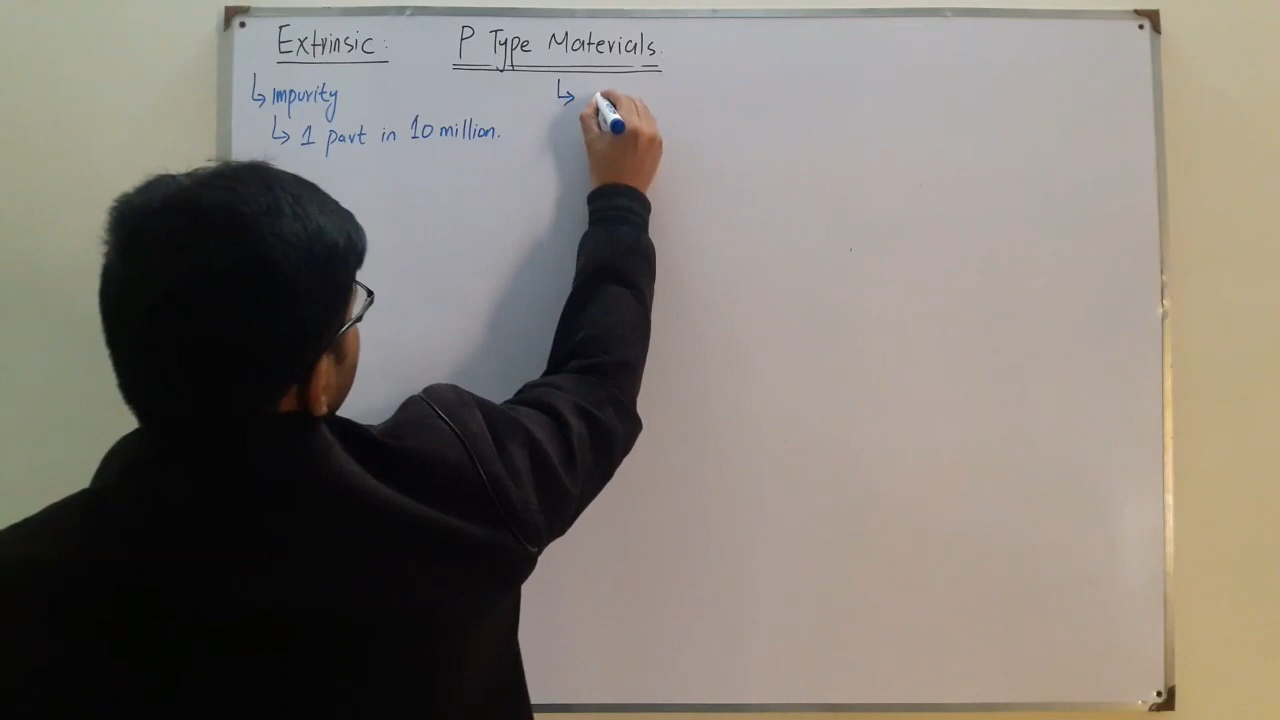 Extrinsic: P Type Materials.
↳ Impurity ↳
↳ 1 part in 10 million.